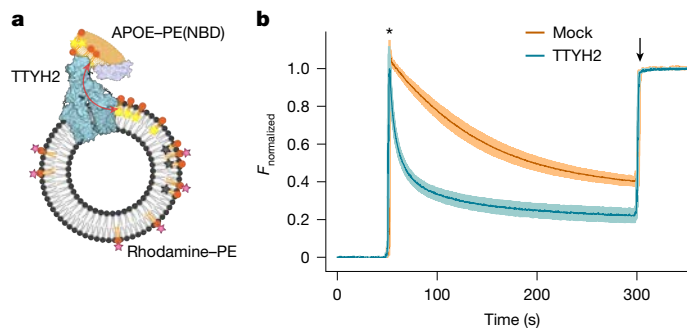 a
APOE–PE(NBD)
TTYH2
Rhodamine–PE
b
*
Mock
TTYH2
1.0
0.8
0.6
0.4
0.2
0
F normalized
0 100 200 300
Time (s)